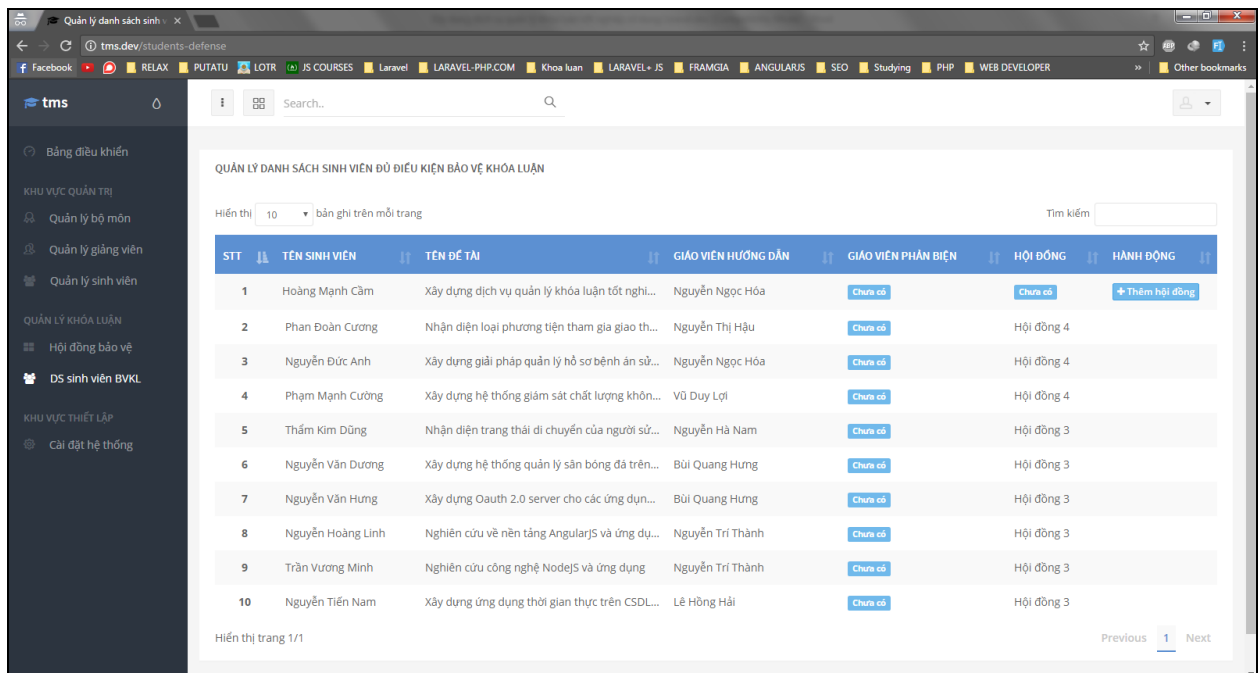 Quản lý danh sách sinh v
tms.dev/students-defense
Facebook RELAX PUTATU LOTR JS COURSES Laravel LARAVEL-PHP.COM Khoa luan LARAVEL+ JS FRAMGIA ANGULARJS SEO Studying PHP WEB DEVELOPER » Other bookmarks
tms
Search..
Bảng điều khiển
KHU VỰC QUẢN TRỊ
Quản lý bộ môn
Quản lý giảng viên
Quản lý sinh viên
QUẢN LÝ KHÓA LUẬN
Hội đồng bảo vệ
DS sinh viên BVKL
KHU VỰC THIẾT LẬP
Cài đặt hệ thống
QUẢN LÝ DANH SÁCH SINH VIÊN ĐỦ ĐIỀU KIỆN BẢO VỆ KHÓA LUẬN
Hiển thị 10 bản ghi trên mỗi trang Tìm kiếm
STT TÊN SINH VIÊN TÊN ĐỀ TÀI GIÁO VIÊN HƯỚNG DẪN GIÁO VIÊN PHẢN BIỆN HỘI ĐỒNG HÀNH ĐỘNG
1 Hoàng Mạnh Cầm Xây dựng dịch vụ quản lý khóa luận tốt nghi... Nguyễn Ngọc Hóa Chưa có Chưa có + Thêm hội đồng
2 Phan Đoàn Cương Nhận diện loại phương tiện tham gia giao th... Nguyễn Thị Hậu Chưa có Hội đồng 4
3 Nguyễn Đức Anh Xây dựng giải pháp quản lý hồ sơ bệnh án sử... Nguyễn Ngọc Hóa Chưa có Hội đồng 4
4 Phạm Mạnh Cường Xây dựng hệ thống giám sát chất lượng khôn... Vũ Duy Lợi Chưa có Hội đồng 4
5 Thẩm Kim Dũng Nhận diện trang thái di chuyển của người sử... Nguyễn Hà Nam Chưa có Hội đồng 3
6 Nguyễn Văn Dương Xây dựng hệ thống quản lý sân bóng đá trên... Bùi Quang Hưng Chưa có Hội đồng 3
7 Nguyễn Văn Hưng Xây dựng Oauth 2.0 server cho các ứng dụn... Bùi Quang Hưng Chưa có Hội đồng 3
8 Nguyễn Hoàng Linh Nghiên cứu về nền tảng AngularJS và ứng dụ... Nguyễn Trí Thành Chưa có Hội đồng 3
9 Trần Vương Minh Nghiên cứu công nghệ NodeJS và ứng dụng Nguyễn Trí Thành Chưa có Hội đồng 3
10 Nguyễn Tiến Nam Xây dựng ứng dụng thời gian thực trên CSDL... Lê Hồng Hải Chưa có Hội đồng 3
Hiển thị trang 1/1 Previous 1 Next